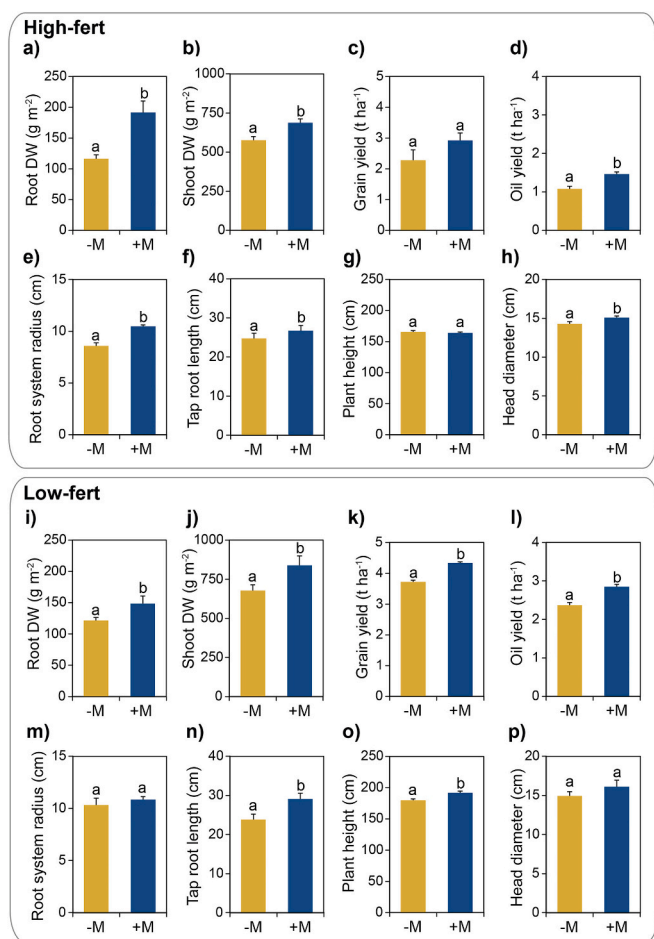 High-fert
a)
Root DW (g m⁻²)
250
200
150
100
50
0
a
b
-M +M
b)
Shoot DW (g m⁻²)
1000
750
500
250
0
a
b
-M +M
c)
Grain yield (t ha⁻¹)
5
4
3
2
1
0
a
a
-M +M
d)
Oil yield (t ha⁻¹)
4
3
2
1
0
a
b
-M +M
e)
Root system radius (cm)
15
10
5
0
a
b
-M +M
f)
Tap root length (cm)
40
30
20
10
0
a
b
-M +M
g)
Plant height (cm)
250
200
150
100
50
0
a
a
-M +M
h)
Head diameter (cm)
20
15
10
5
0
a
b
-M +M
Low-fert
i)
Root DW (g m⁻²)
250
200
150
100
50
0
a
b
-M +M
j)
Shoot DW (g m⁻²)
1000
750
500
250
0
a
b
-M +M
k)
Grain yield (t ha⁻¹)
5
4
3
2
1
0
a
b
-M +M
l)
Oil yield (t ha⁻¹)
4
3
2
1
0
a
b
-M +M
m)
Root system radius (cm)
15
10
5
0
a
a
-M +M
n)
Tap root length (cm)
40
30
20
10
0
a
b
-M +M
o)
Plant height (cm)
250
200
150
100
50
0
a
b
-M +M
p)
Head diameter (cm)
20
15
10
5
0
a
a
-M +M